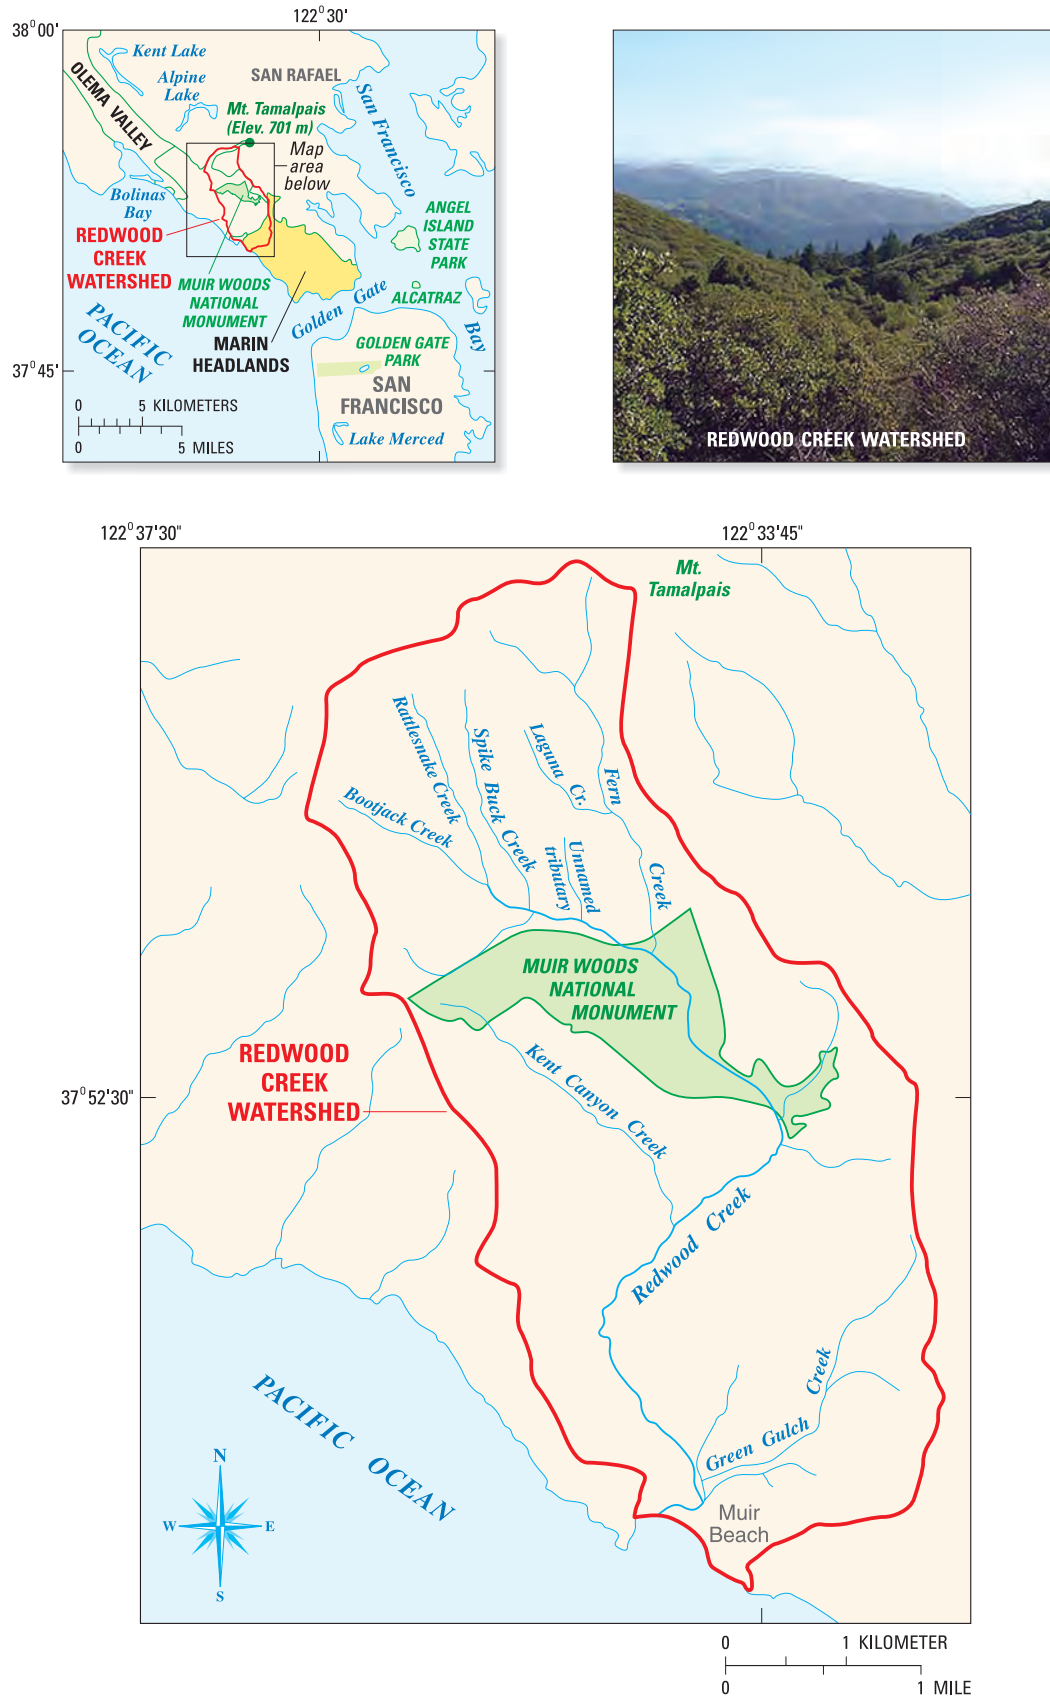 38°00'
122°30'
Kent Lake
Alpine
Lake
SAN RAFAEL
OLEMA VALLEY
Mt. Tamalpais
(Elev. 701 m)
Map
area
below
San Francisco
Bay
Bolinas
Bay
REDWOOD
CREEK
WATERSHED
ANGEL
ISLAND
STATE
PARK
MUIR WOODS
NATIONAL
MONUMENT
ALCATRAZ
Golden Gate
PACIFIC
OCEAN
MARIN
HEADLANDS
GOLDEN GATE
PARK
37°45'
SAN
FRANCISCO
Lake Merced
0 5 KILOMETERS
0 5 MILES
REDWOOD CREEK WATERSHED
122°37'30"
122°33'45"
Mt.
Tamalpais
Rattlesnake Creek
Spike Buck Creek
Laguna Cr.
Fern Creek
Bootjack Creek
Unnamed
tributary
MUIR WOODS
NATIONAL
MONUMENT
REDWOOD
CREEK
WATERSHED
Kent Canyon Creek
37°52'30"
Redwood Creek
PACIFIC OCEAN
Green Gulch Creek
Muir
Beach
N
W E
S
0 1 KILOMETER
0 1 MILE